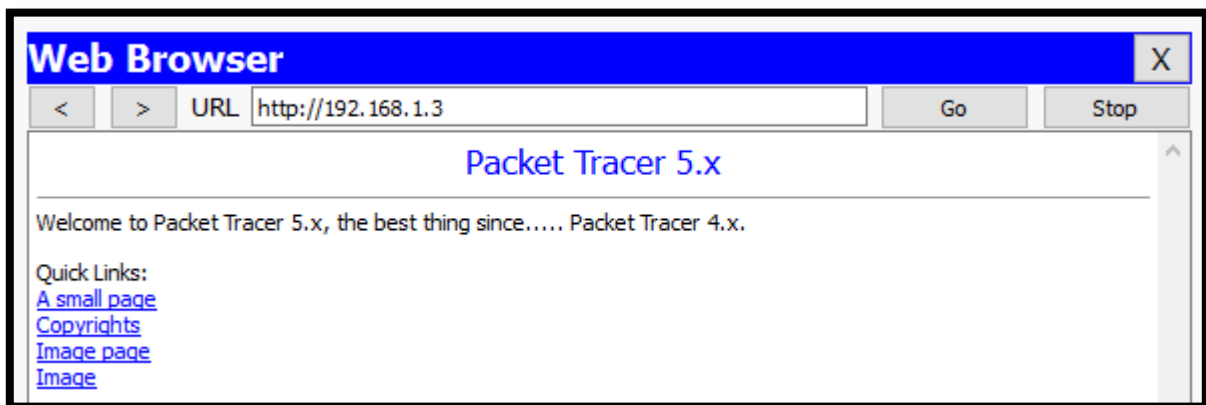 Web Browser X
< > URL http://192.168.1.3 Go Stop
Packet Tracer 5.x
Welcome to Packet Tracer 5.x, the best thing since..... Packet Tracer 4.x.
Quick Links:
A small page
Copyrights
Image page
Image